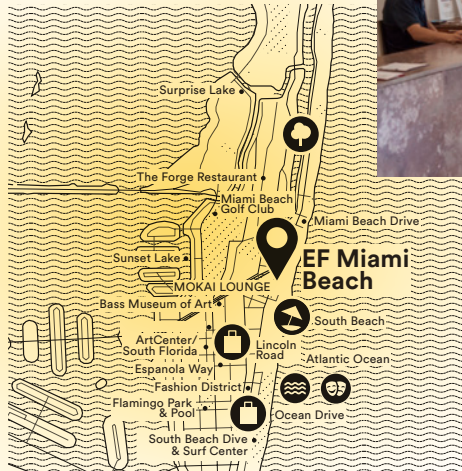 Surprise Lake
The Forge Restaurant
Miami Beach
Golf Club
Miami Beach Drive
Sunset Lake
EF Miami
Beach
MOKAI LOUNGE
Bass Museum of Art
South Beach
ArtCenter/
South Florida
Lincoln
Road
Atlantic Ocean
Espanola Way
Fashion District
Flamingo Park
& Pool
Ocean Drive
South Beach Dive
& Surf Center